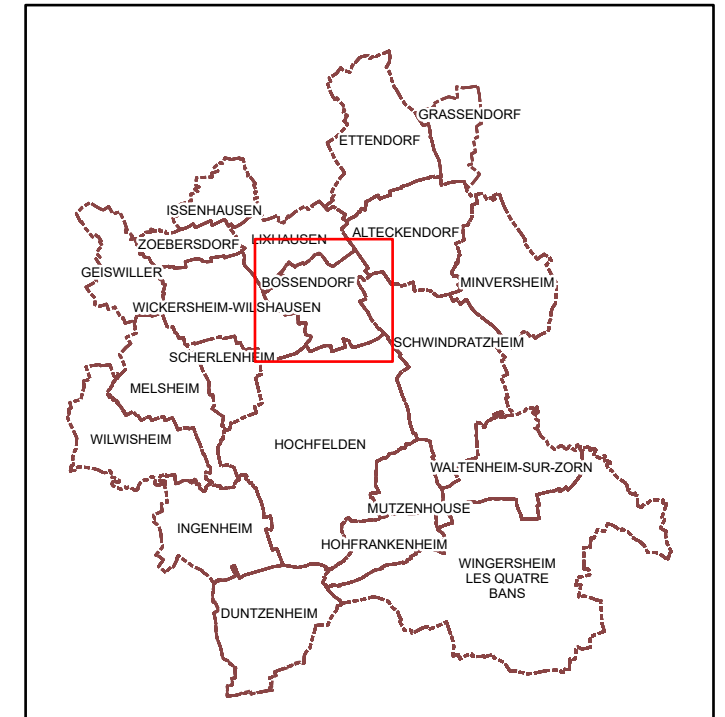 GRASSENDORF
ETTENDORF
ISSENHAUSEN
ZOEBERSDORF
LIXHAUSEN
ALTECKENDORF
GEISWILLER
BOSSENDORF
MINVERSHEIM
WICKERSHEIM-WILSHAUSEN
SCHERLENHEIM
SCHWINDRATZHEIM
MELSHEIM
WILWISHEIM
HOCHFELDEN
WALTENHEIM-SUR-ZORN
MUTZENHOUSE
INGENHEIM
HOHFRANKENHEIM
WINGERSHEIM
LES QUATRE
BANS
DUNTZENHEIM